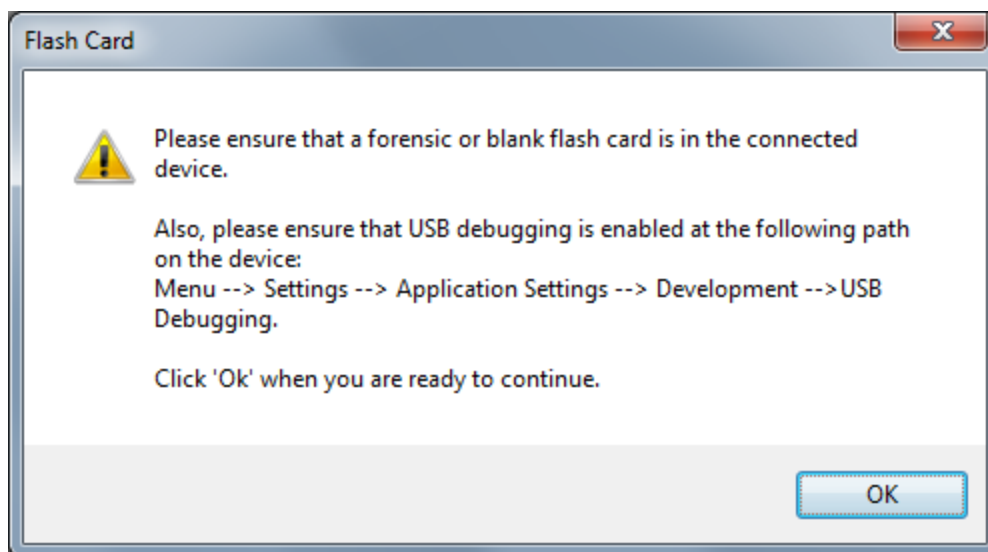 Flash Card
Please ensure that a forensic or blank flash card is in the connected
device.
Also, please ensure that USB debugging is enabled at the following path
on the device:
Menu --> Settings --> Application Settings --> Development -->USB
Debugging.
Click 'Ok' when you are ready to continue.
OK